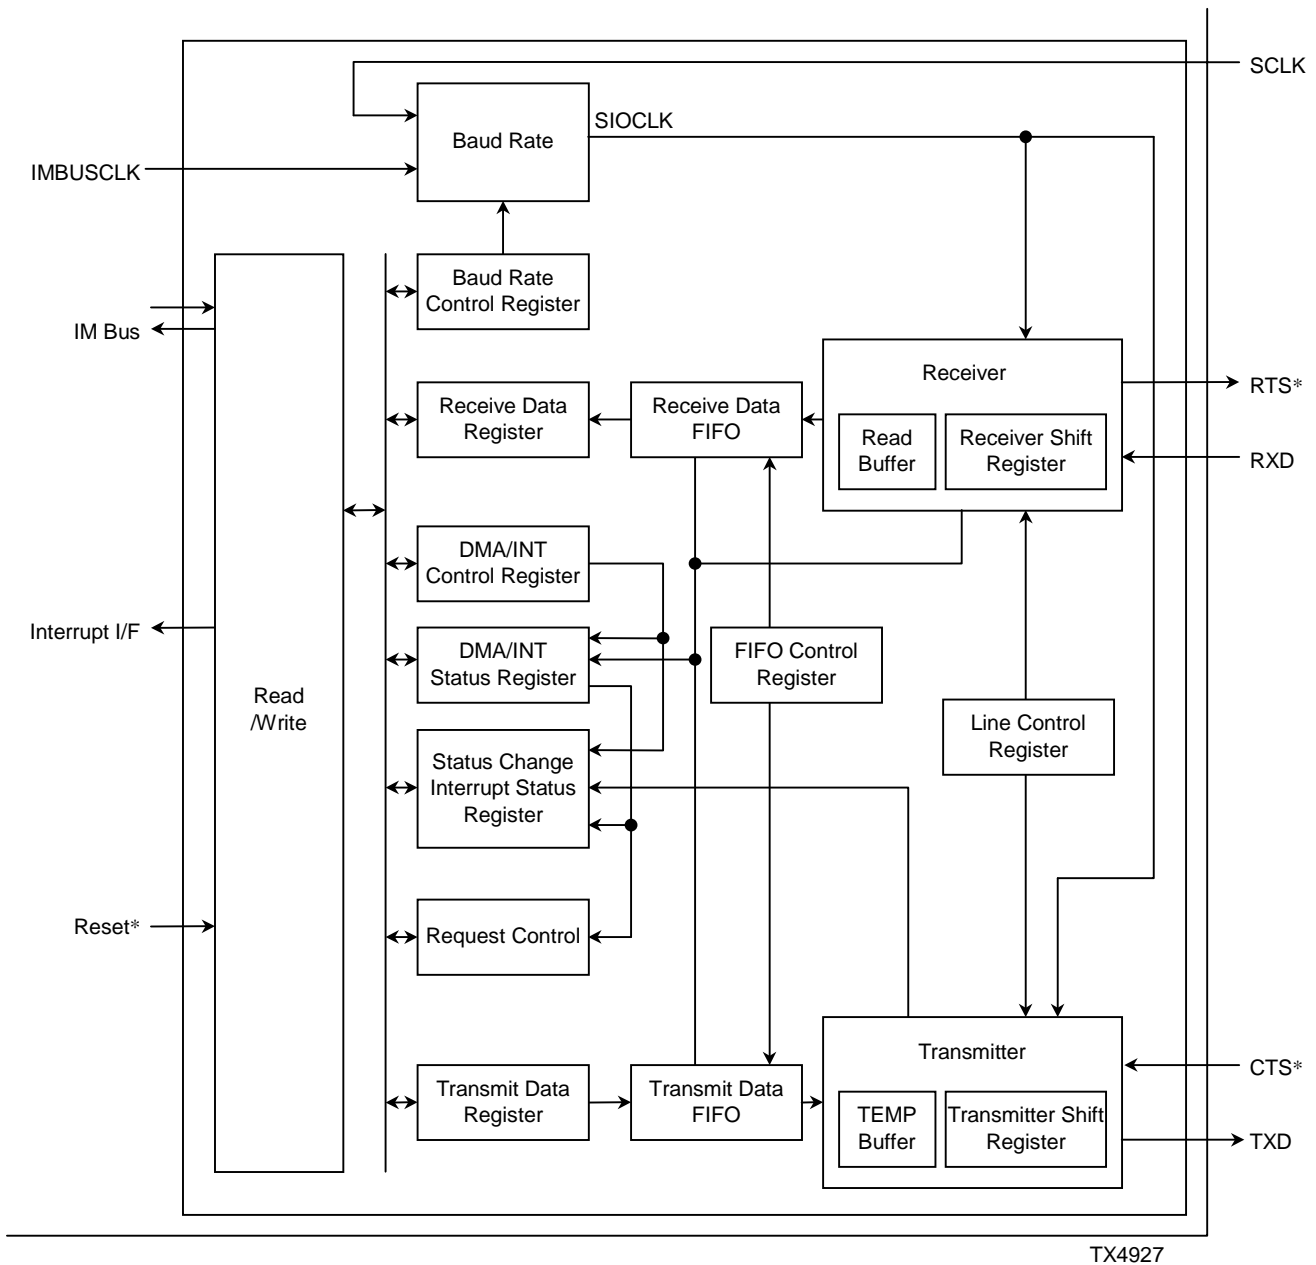 SCLK
Baud Rate
SIOCLK
IMBUSCLK
Baud Rate
Control Register
IM Bus
Receiver
RTS*
Receive Data
Register
Receive Data
FIFO
Read
Buffer
Receiver Shift
Register
RXD
DMA/INT
Control Register
Interrupt I/F
DMA/INT
Status Register
FIFO Control
Register
Read
/Write
Line Control
Register
Status Change
Interrupt Status
Register
Reset*
Request Control
Transmitter
CTS*
Transmit Data
Register
Transmit Data
FIFO
TEMP
Buffer
Transmitter Shift
Register
TXD
TX4927